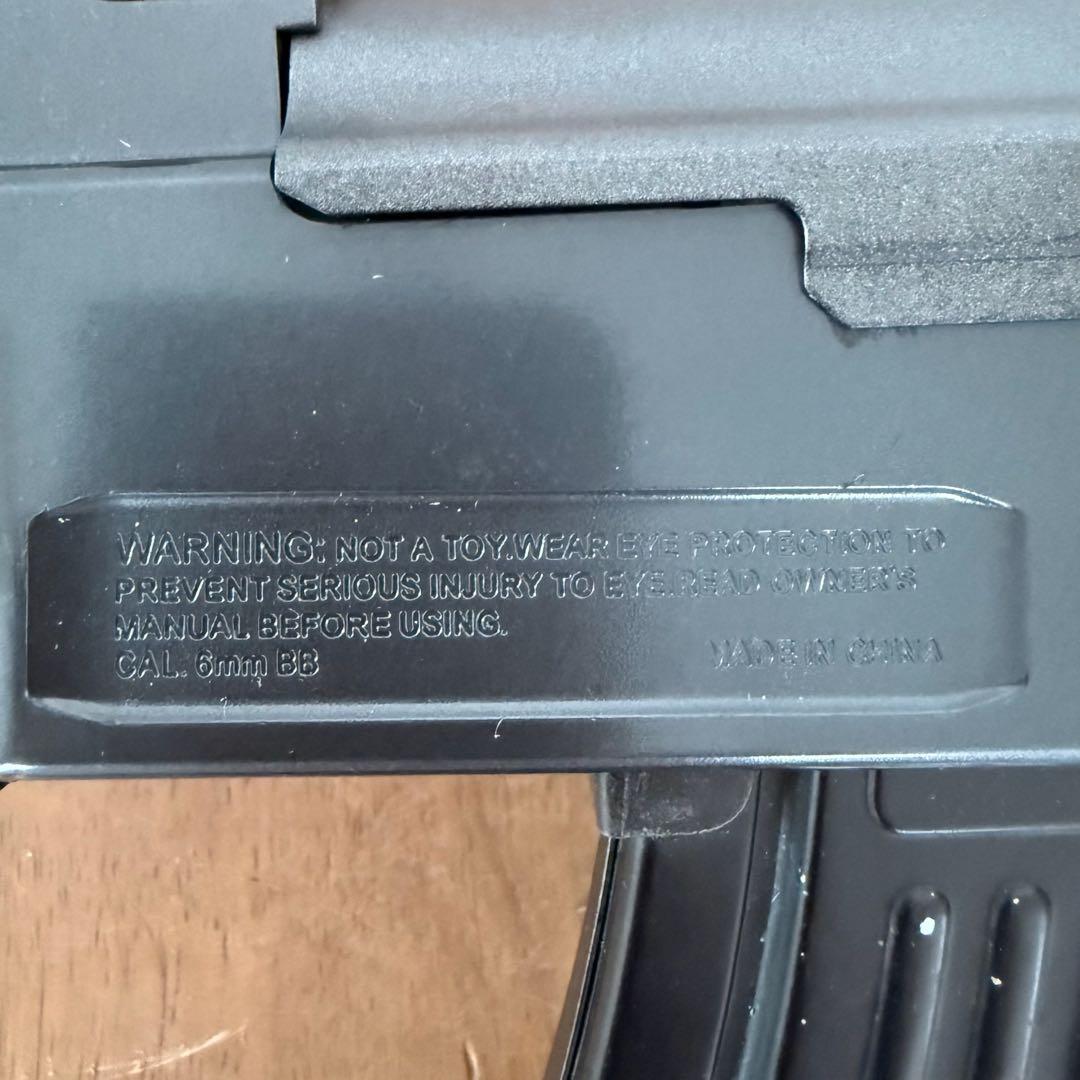 WARNING: NOT A TOY.WEAR EYE PROTECTION TO
PREVENT SERIOUS INJURY TO EYE.READ OWNER'S
MANUAL BEFORE USING.
CAL. 6mm BB MADE IN CHINA